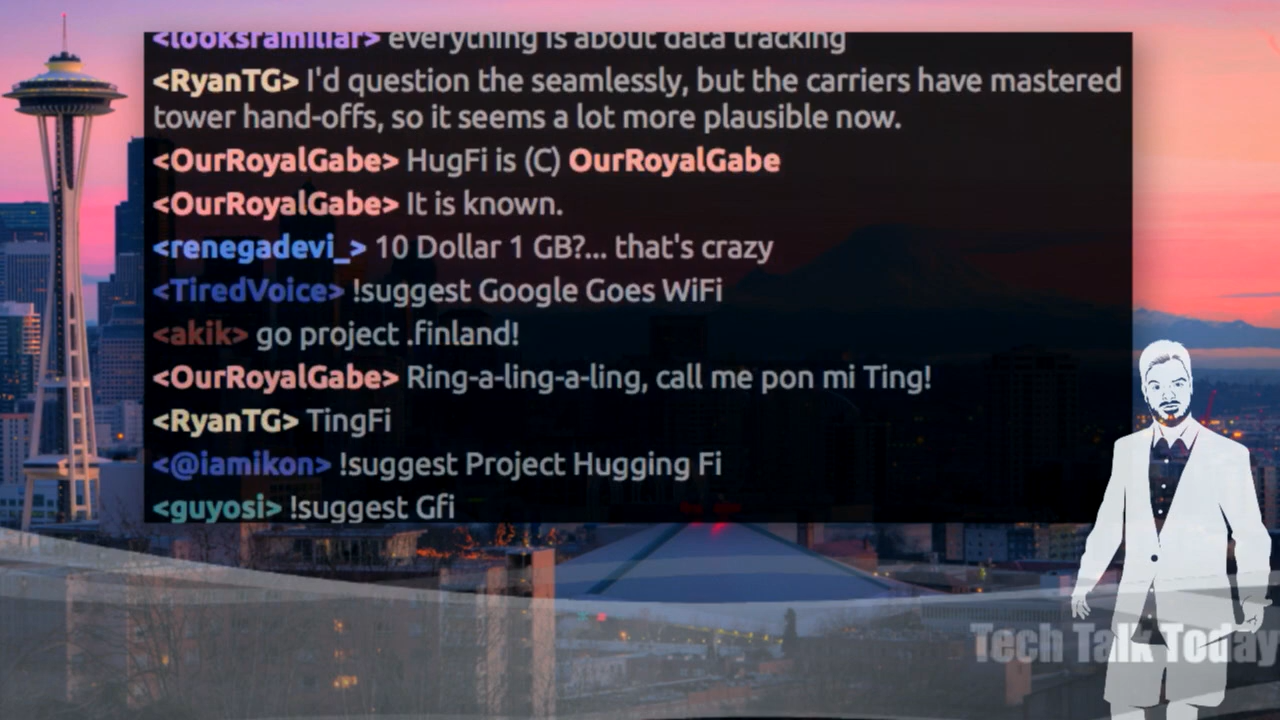 <looksfamiliar> everything is about data tracking
<RyanTG> I'd question the seamlessly, but the carriers have mastered
tower hand-offs, so it seems a lot more plausible now.
<OurRoyalGabe> HugFi is (C) OurRoyalGabe
<OurRoyalGabe> It is known.
<renegadevi_> 10 Dollar 1 GB?... that's crazy
<TiredVoice> !suggest Google Goes WiFi
<akik> go project .finland!
<OurRoyalGabe> Ring-a-ling-a-ling, call me pon mi Ting!
<RyanTG> TingFi
<@iamikon> !suggest Project Hugging Fi
<guyosi> !suggest Gfi
Tech Talk Today